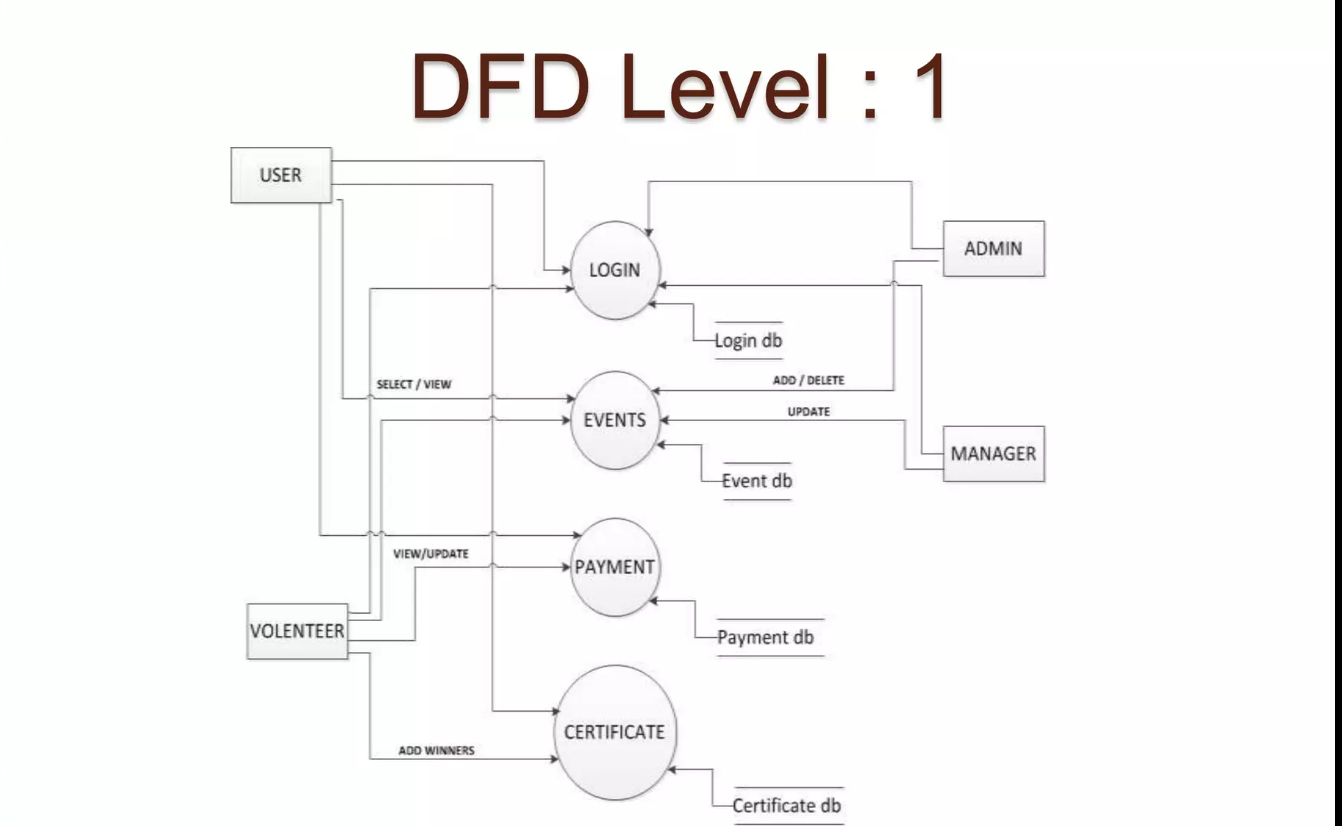 DFD Level : 1
USER
ADMIN
LOGIN
Login db
SELECT / VIEW
ADD / DELETE
UPDATE
EVENTS
MANAGER
Event db
VIEW/UPDATE
PAYMENT
VOLENTEER
Payment db
CERTIFICATE
ADD WINNERS
Certificate db